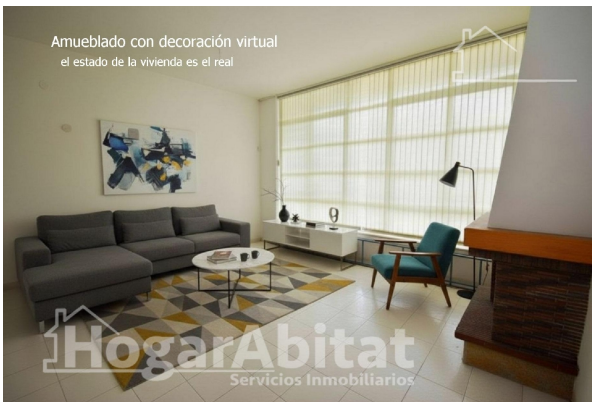 Amueblado con decoración virtual
el estado de la vivienda es el real
HogarAbitat
Servicios Inmobiliarios